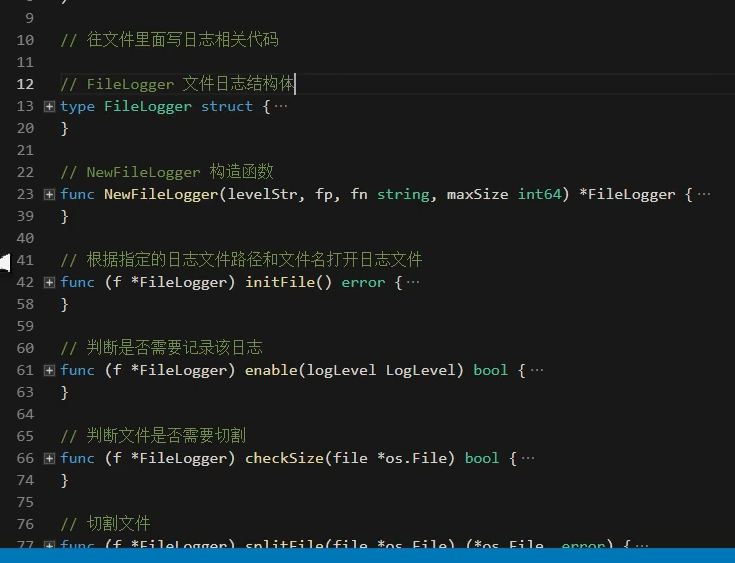 9
10 // 往文件里面写日志相关代码
11
12 // FileLogger 文件日志结构体
13 type FileLogger struct {···
20 }
21
22 // NewFileLogger 构造函数
23 func NewFileLogger(levelStr, fp, fn string, maxSize int64) *FileLogger {···
39 }
40
41 // 根据指定的日志文件路径和文件名打开日志文件
42 func (f *FileLogger) initFile() error {···
58 }
59
60 // 判断是否需要记录该日志
61 func (f *FileLogger) enable(logLevel LogLevel) bool {···
63 }
64
65 // 判断文件是否需要切割
66 func (f *FileLogger) checkSize(file *os.File) bool {···
74 }
75
76 // 切割文件
77 func (f *FileLogger) splitFile(file *os.File) (*os.File, error) {···